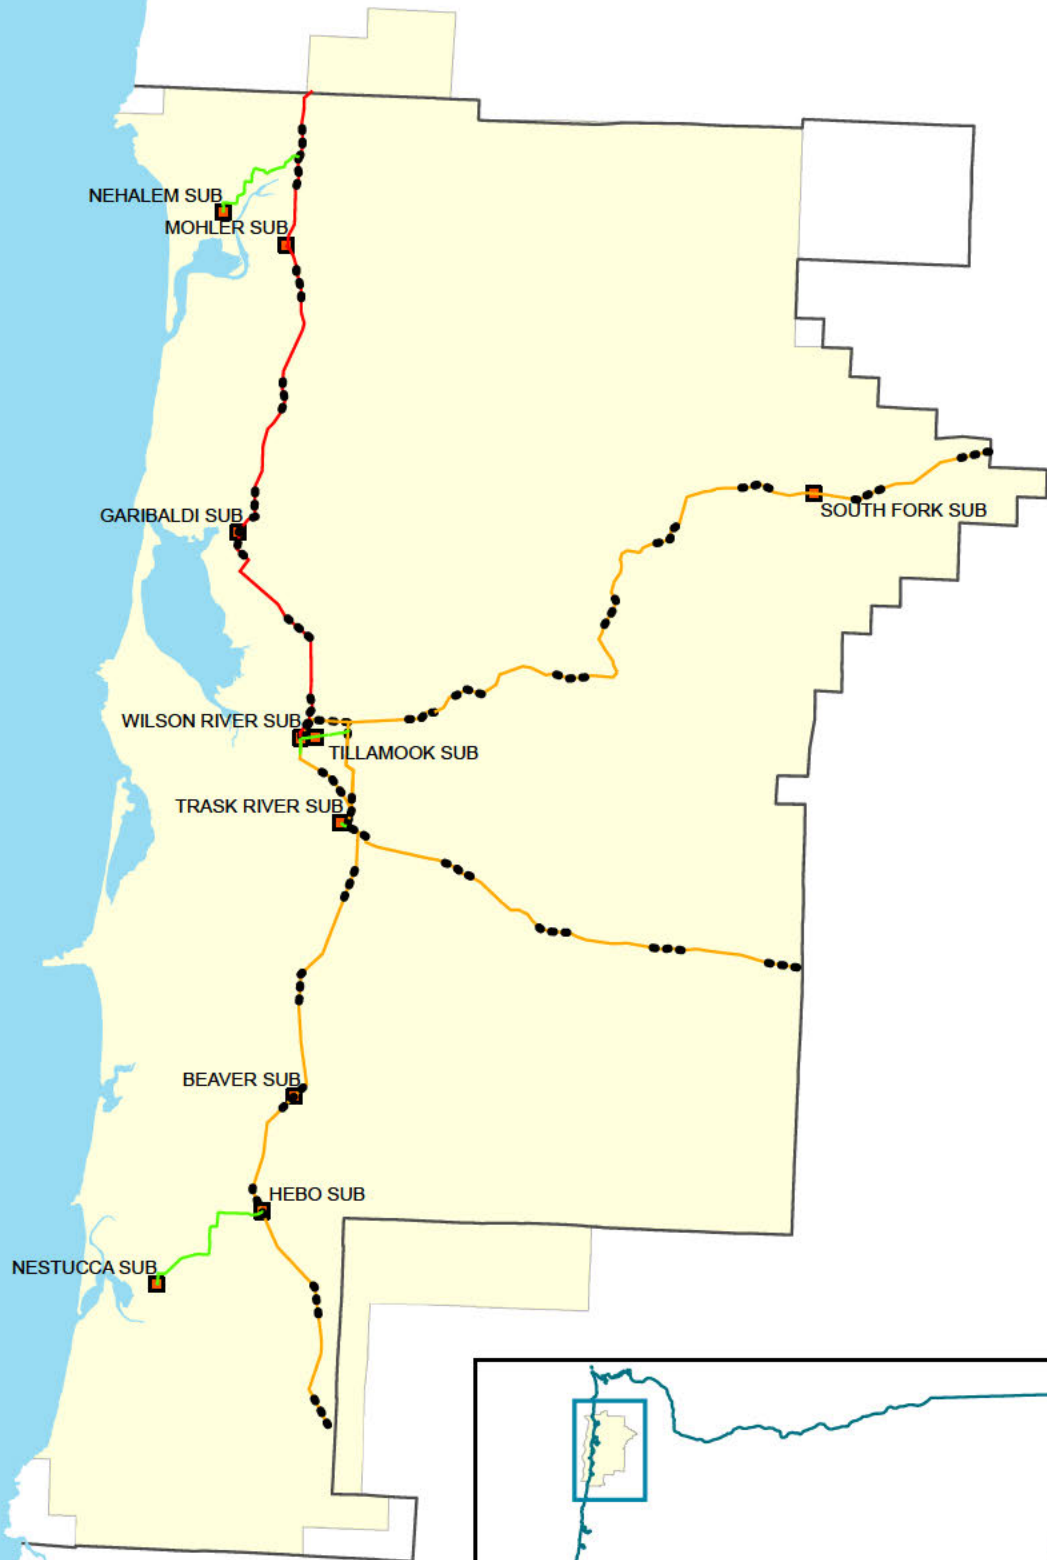 NEHALEM SUB
MOHLER SUB
SOUTH FORK SUB
GARIBALDI SUB
WILSON RIVER SUB
TILLAMOOK SUB
TRASK RIVER SUB
BEAVER SUB
HEBO SUB
NESTUCCA SUB